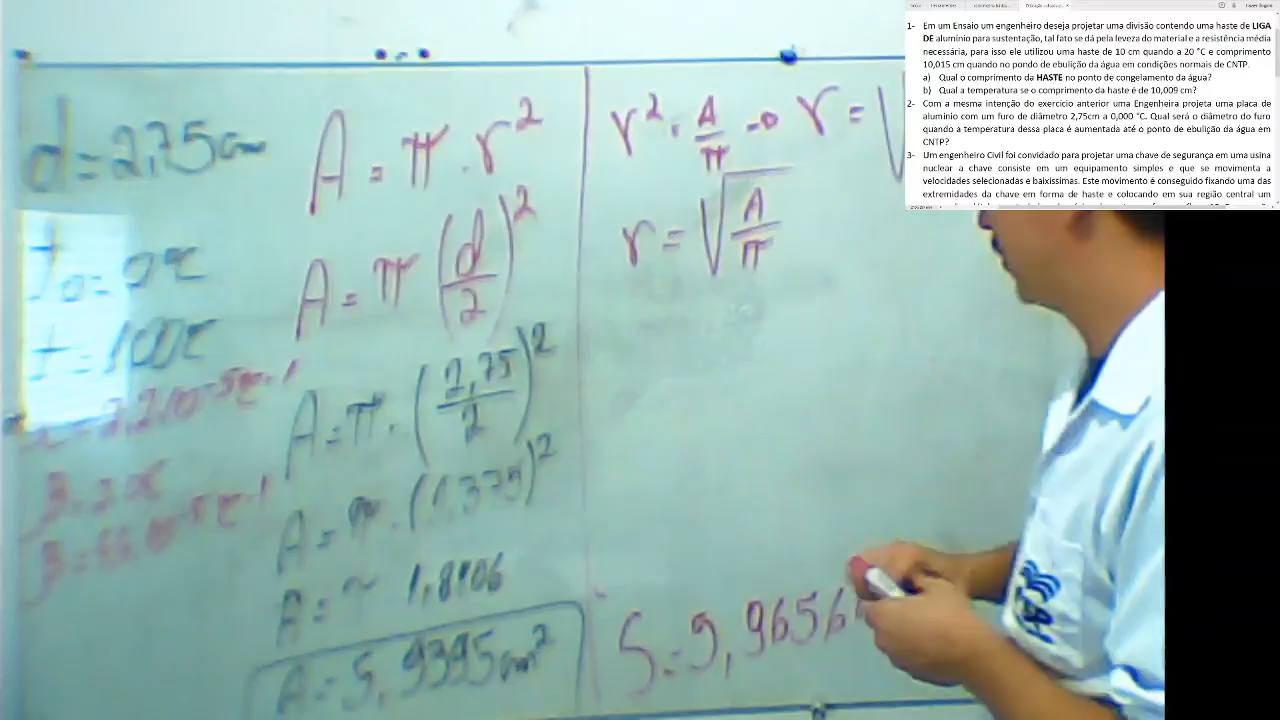 1- Em um Ensaio um engenheiro deseja projetar uma divisão contendo uma haste de LIGA
DE alumínio para sustentação, tal fato se dá pela leveza do material e a resistência média
necessária, para isso ele utilizou uma haste de 10 cm quando a 20 °C e comprimento
10,015 cm quando no pondo de ebulição da água em condições normais de CNTP.
a) Qual o comprimento da HASTE no ponto de congelamento da água?
b) Qual a temperatura se o comprimento da haste é de 10,009 cm?
2- Com a mesma intenção do exercício anterior uma Engenheira projeta uma placa de
alumínio com um furo de diâmetro 2,75cm a 0,000 °C. Qual será o diâmetro do furo
quando a temperatura dessa placa é aumentada até o ponto de ebulição da água em
CNTP?
3- Um engenheiro Civil foi convidado para projetar uma chave de segurança em uma usina
nuclear a chave consiste em um equipamento simples e que se movimenta a
velocidades selecionadas e baixíssimas. Este movimento é conseguido fixando uma das
extremidades da chave em forma de haste e colocando em sua região central um
d = 2,75 cm
t₀ = 0 °C
t = 100 °C
A = π . r²
A = π (d/2)²
A = π . (2,75/2)²
A = π . (1,375)²
A = π 1,8906
A = 5,9395 cm²
r² = A/π → r = √
r = √A/π
S = 5,9656